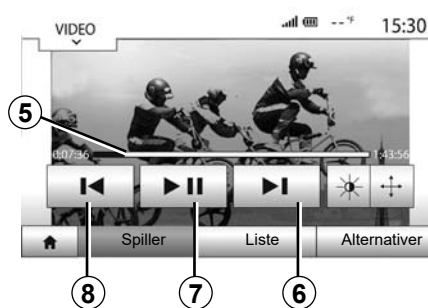 VIDEO
--°F
15:30
5
0:07:36
1:43:56
Spiller
Liste
Alternativer
8
7
6